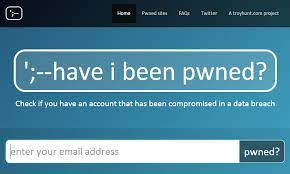 ';--
Home Pwned sites FAQs Twitter A troyhunt.com project
';--have i been pwned?
Check if you have an account that has been compromised in a data breach
enter your email address pwned?